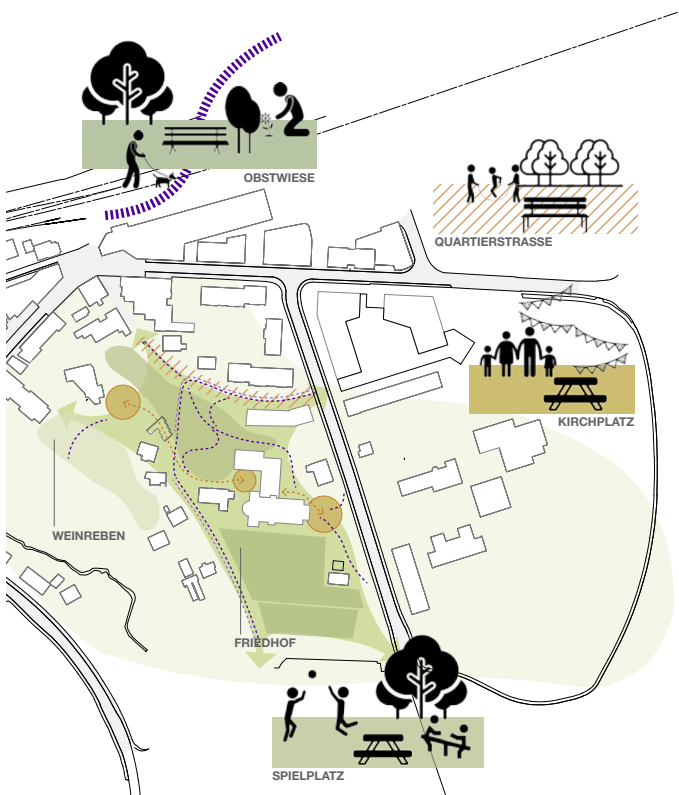 OBSTWIESE
QUARTIERSTRASSE
KIRCHPLATZ
WEINREBEN
FRIEDHOF
SPIELPLATZ